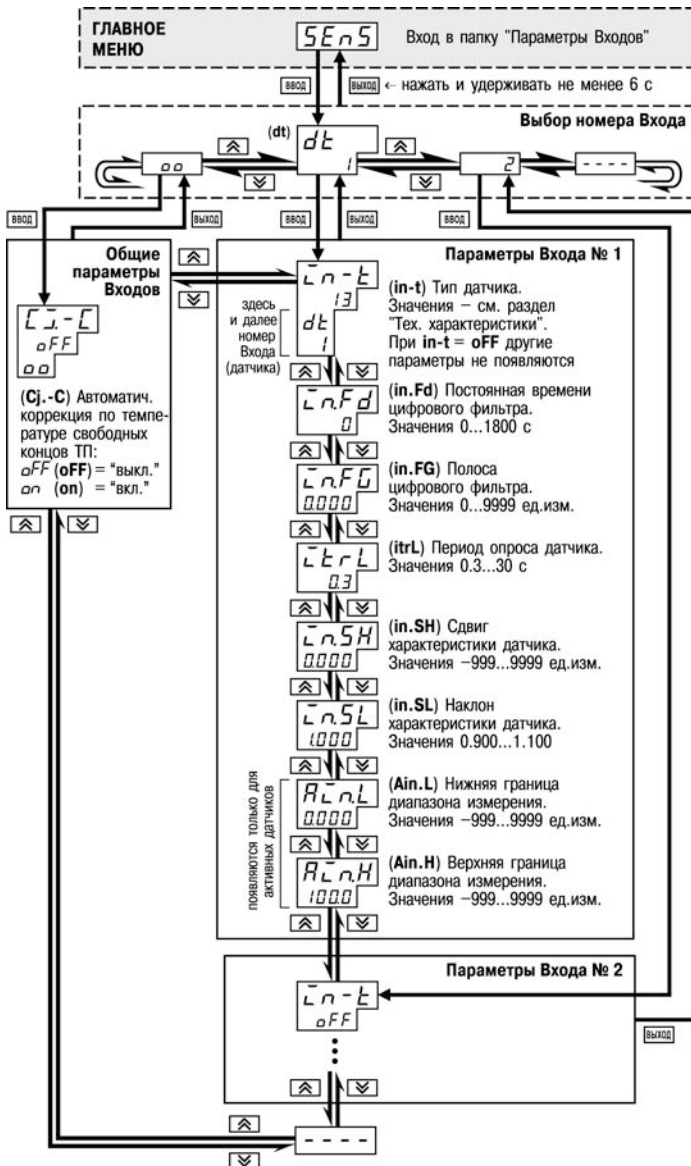 ГЛАВНОЕ
МЕНЮ
SEnS
Вход в папку "Параметры Входов"
ВВОД
ВЫХОД
← нажать и удерживать не менее 6 с
Выбор номера Входа
(dt)
dt
1
oo
2
----
ВВОД
ВЫХОД
ВВОД
ВЫХОД
ВВОД
Общие
параметры
Входов
Cj.-C
oFF
oo
(Cj.-C) Автоматич.
коррекция по темпе-
ратуре свободных
концов ТП:
oFF (oFF) = “выкл.”
on (on) = “вкл.”
Параметры Входа № 1
in-t
13
dt
1
здесь
и далее
номер
Входа
(датчика)
(in-t) Тип датчика.
Значения – см. раздел
"Тех. характеристики".
При in-t = oFF другие
параметры не появляются
in.Fd
0
(in.Fd) Постоянная времени
цифрового фильтра.
Значения 0...1800 с
in.FG
0.000
(in.FG) Полоса
цифрового фильтра.
Значения 0...9999 ед.изм.
itrL
0.3
(itrL) Период опроса датчика.
Значения 0.3...30 с
in.SH
0.000
(in.SH) Сдвиг
характеристики датчика.
Значения –999...9999 ед.изм.
in.SL
1.000
(in.SL) Наклон
характеристики датчика.
Значения 0.900...1.100
появляются только для
активных датчиков
Ain.L
0.000
(Ain.L) Нижняя граница
диапазона измерения.
Значения –999...9999 ед.изм.
Ain.H
100.0
(Ain.H) Верхняя граница
диапазона измерения.
Значения –999...9999 ед.изм.
Параметры Входа № 2
in-t
oFF
ВЫХОД
----